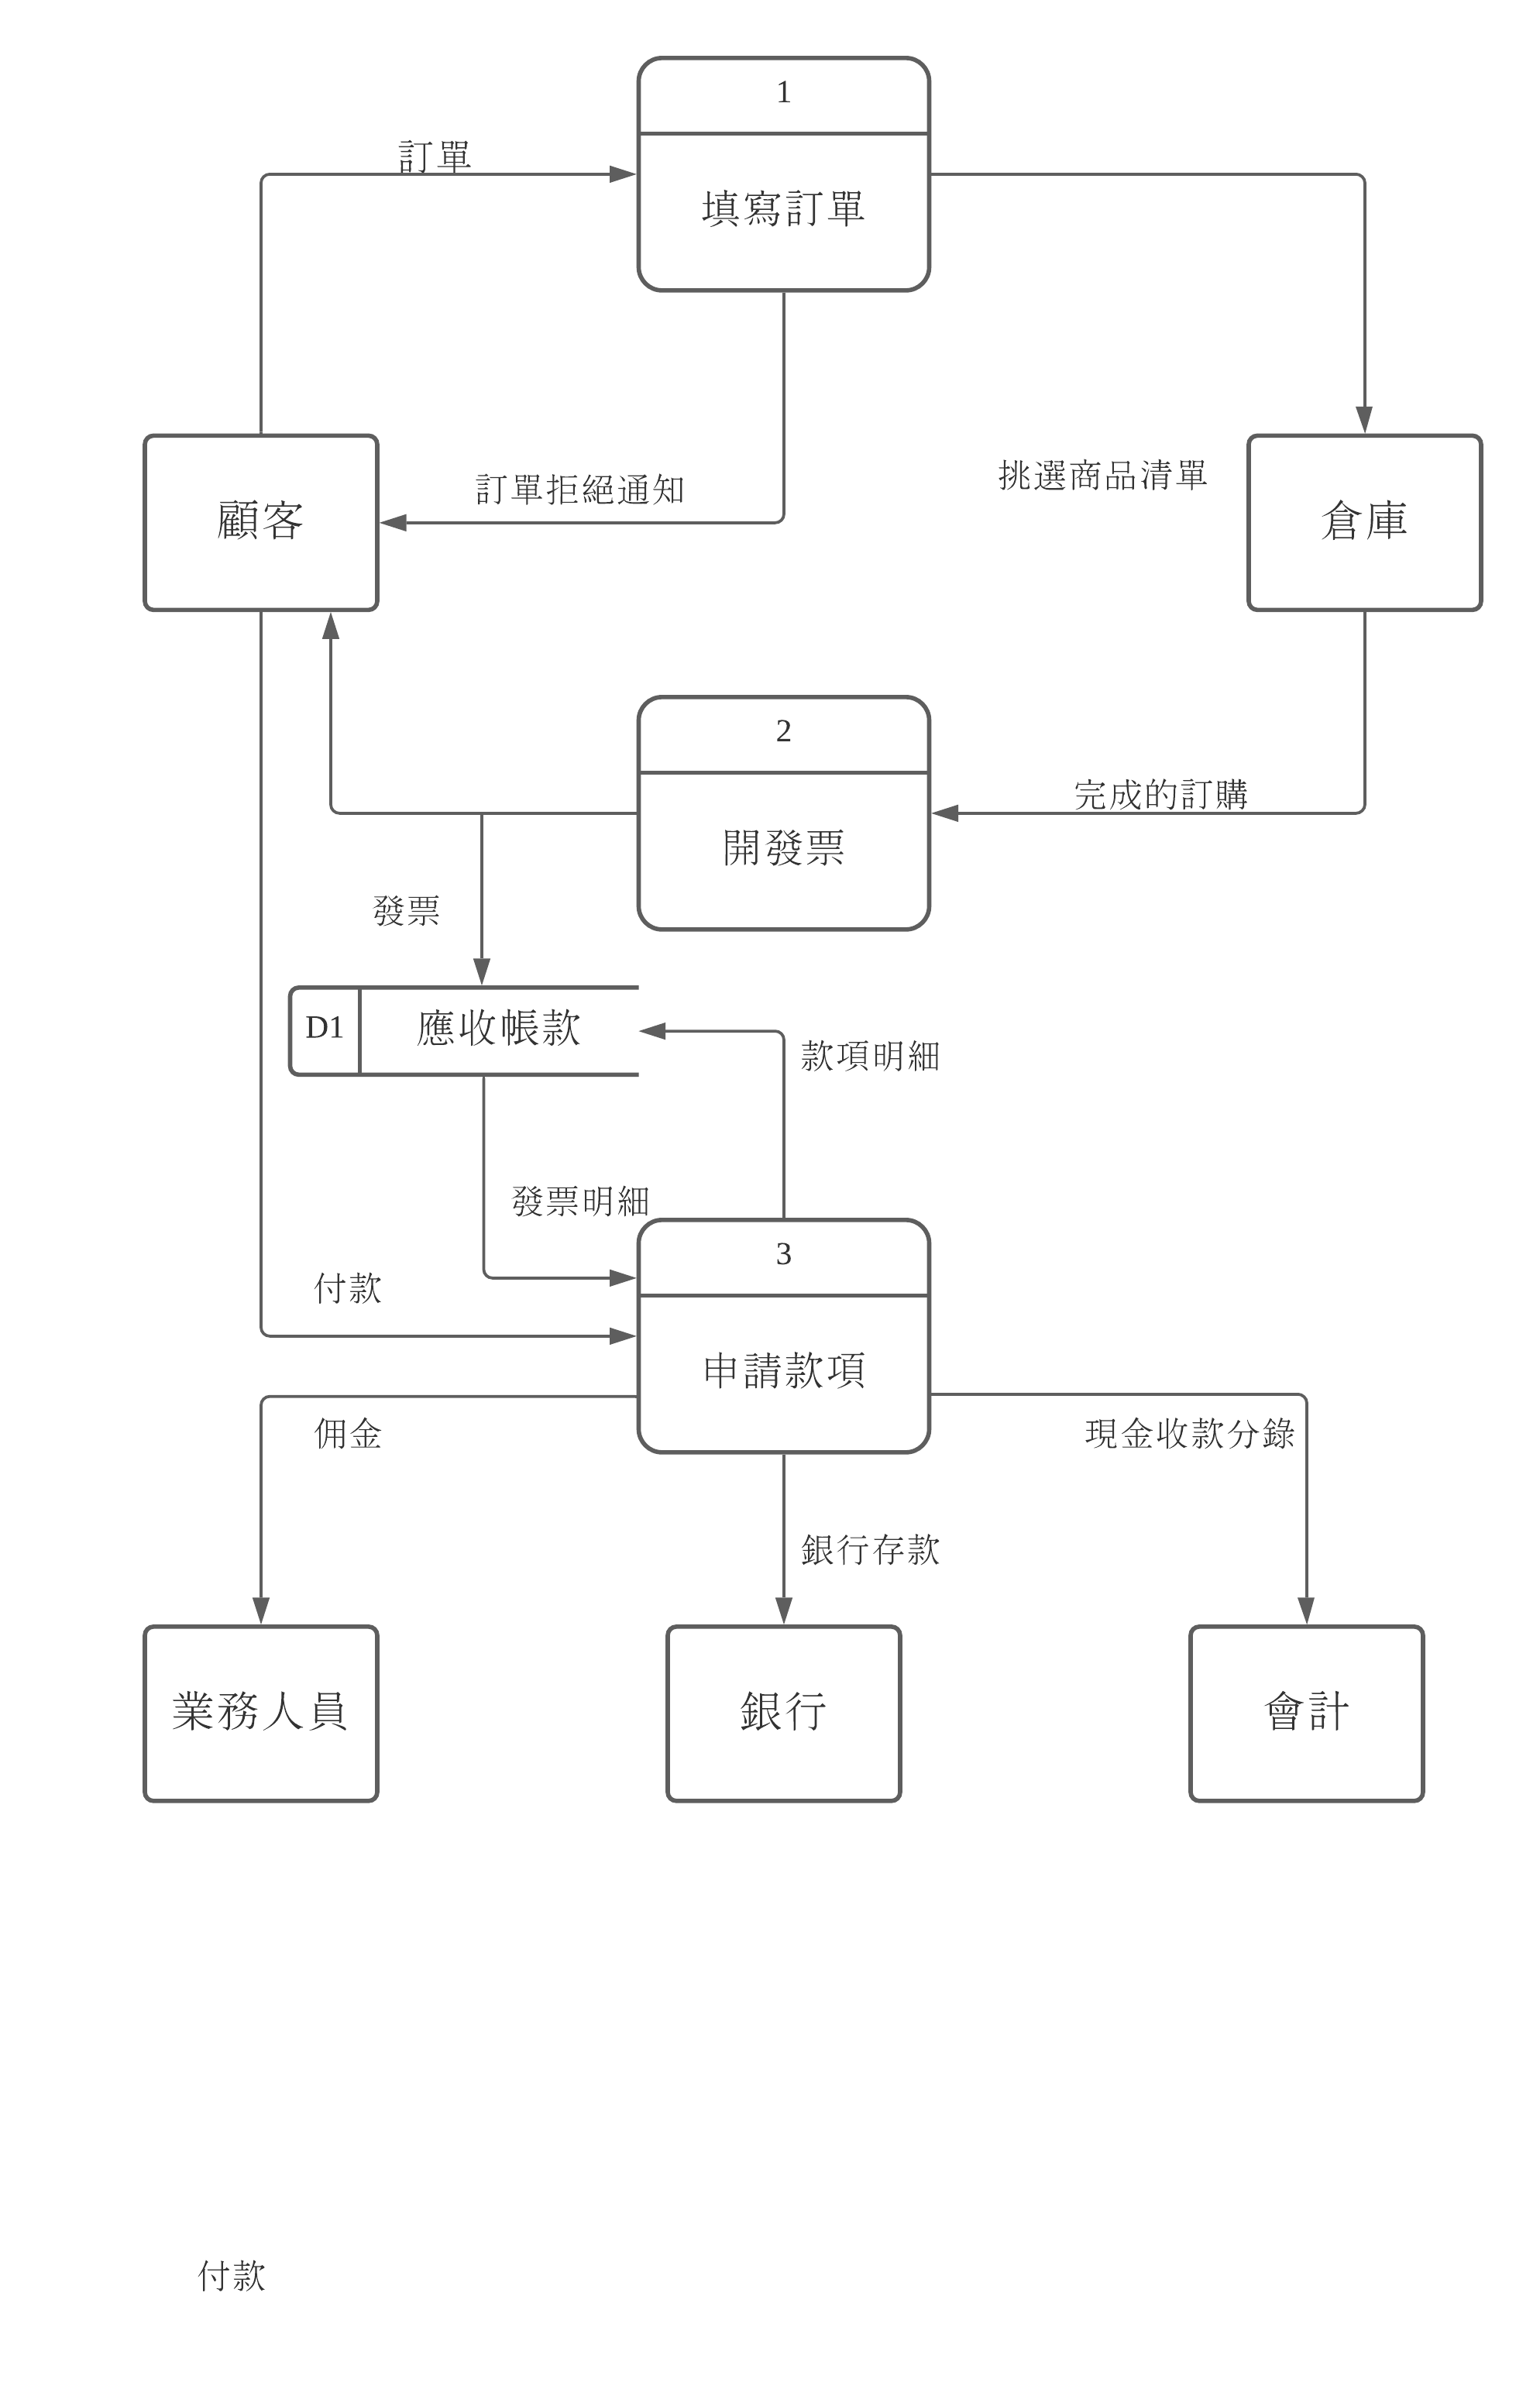 1
訂單
填寫訂單
挑選商品清單
訂單拒絕通知
顧客
倉庫
2
完成的訂購
開發票
發票
D1
應收帳款
款項明細
發票明細
3
付款
申請款項
佣金
現金收款分錄
銀行存款
業務人員
銀行
會計
付款